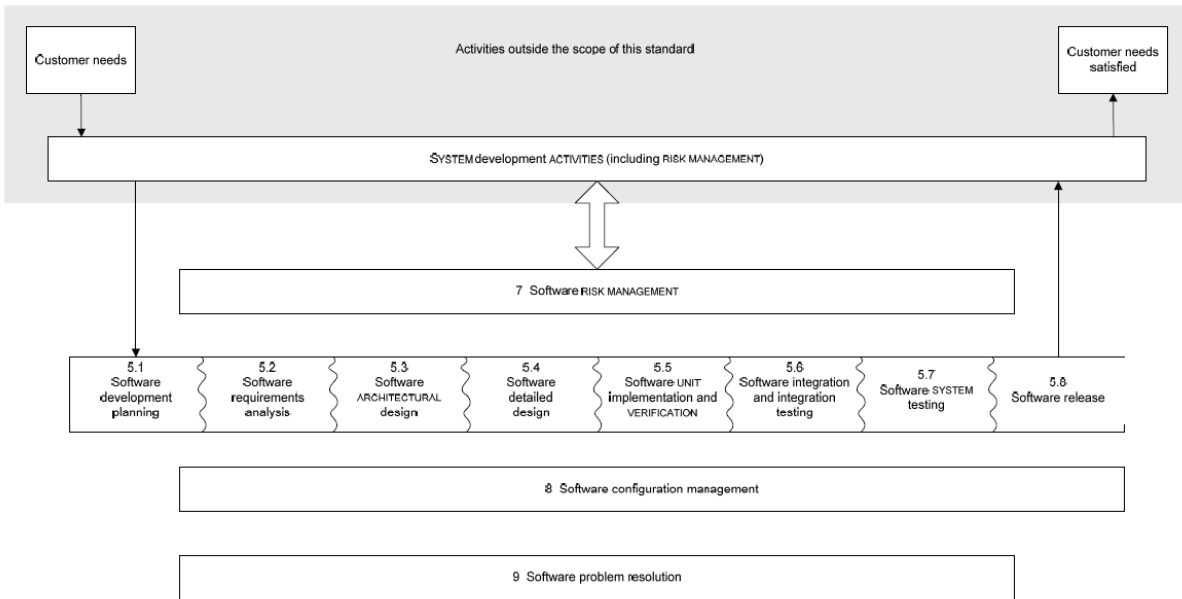 Activities outside the scope of this standard
Customer needs
Customer needs
satisfied
SYSTEM development ACTIVITIES (including RISK MANAGEMENT)
7 Software RISK MANAGEMENT
5.1
Software
development
planning
5.2
Software
requirements
analysis
5.3
Software
ARCHITECTURAL
design
5.4
Software
detailed
design
5.5
Software UNIT
implementation and
VERIFICATION
5.6
Software integration
and integration
testing
5.7
Software SYSTEM
testing
5.8
Software release
8 Software configuration management
9 Software problem resolution